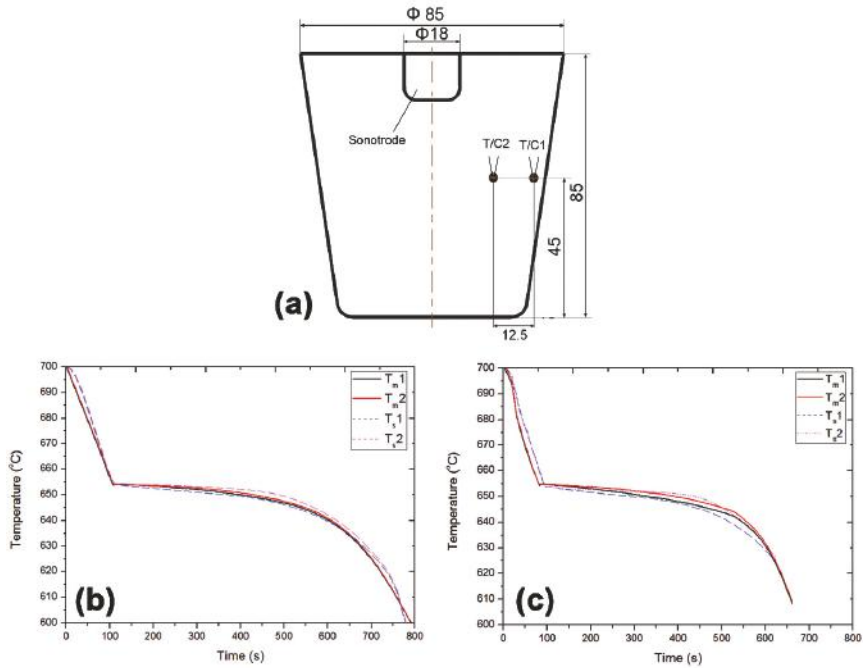 Φ 85
Φ18
Sonotrode
T/C2
T/C1
85
45
12.5
(a)
700
690
680
670
660
650
640
630
620
610
600
Temperature (°C)
0 100 200 300 400 500 600 700 800
Time (s)
Tm1
Tm2
Ts1
Ts2
(b)
700
690
680
670
660
650
640
630
620
610
600
Temperature (°C)
0 100 200 300 400 500 600 700 800
Time (s)
Tm1
Tm2
Ts1
Ts2
(c)